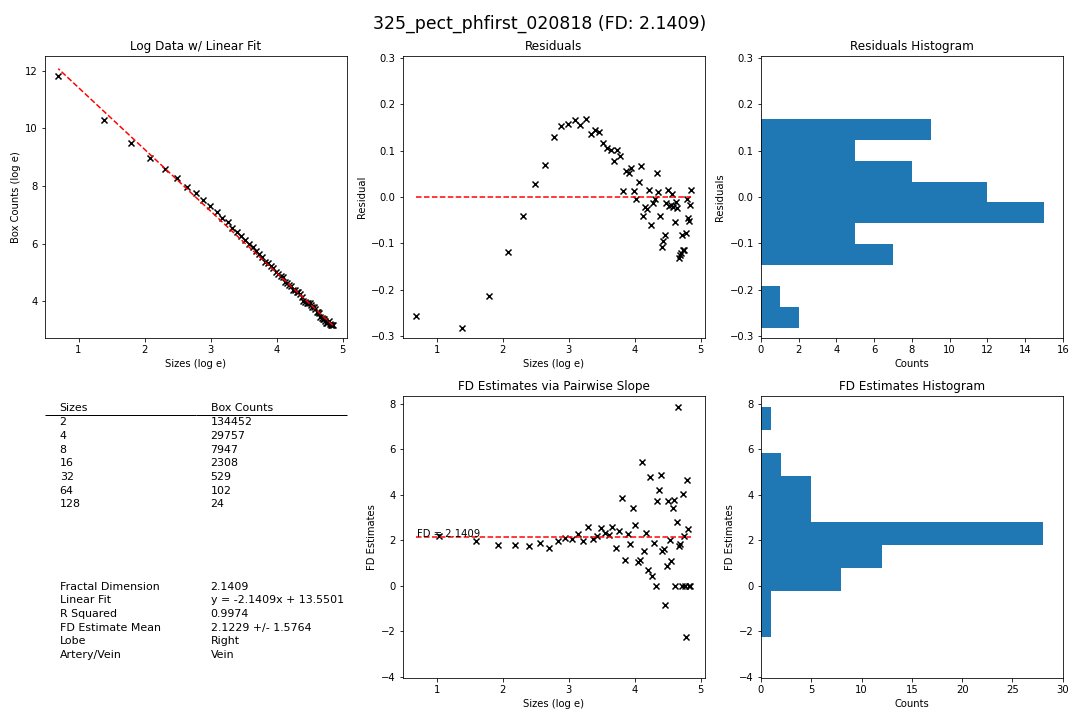 325_pect_phfirst_020818 (FD: 2.1409)
Log Data w/ Linear Fit
12
10
8
6
4
Box Counts (log e)
1 2 3 4 5
Sizes (log e)
Residuals
0.3
0.2
0.1
0.0
−0.1
−0.2
−0.3
Residual
1 2 3 4 5
Sizes (log e)
Residuals Histogram
0.3
0.2
0.1
0.0
−0.1
−0.2
−0.3
Residuals
0 2 4 6 8 10 12 14 16
Counts
Sizes Box Counts
2 134452
4 29757
8 7947
16 2308
32 529
64 102
128 24
Fractal Dimension 2.1409
Linear Fit y = -2.1409x + 13.5501
R Squared 0.9974
FD Estimate Mean 2.1229 +/- 1.5764
Lobe Right
Artery/Vein Vein
FD Estimates via Pairwise Slope
8
6
4
2
0
−2
−4
FD Estimates
FD = 2.1409
1 2 3 4 5
Sizes (log e)
FD Estimates Histogram
8
6
4
2
0
−2
−4
FD Estimates
0 5 10 15 20 25 30
Counts